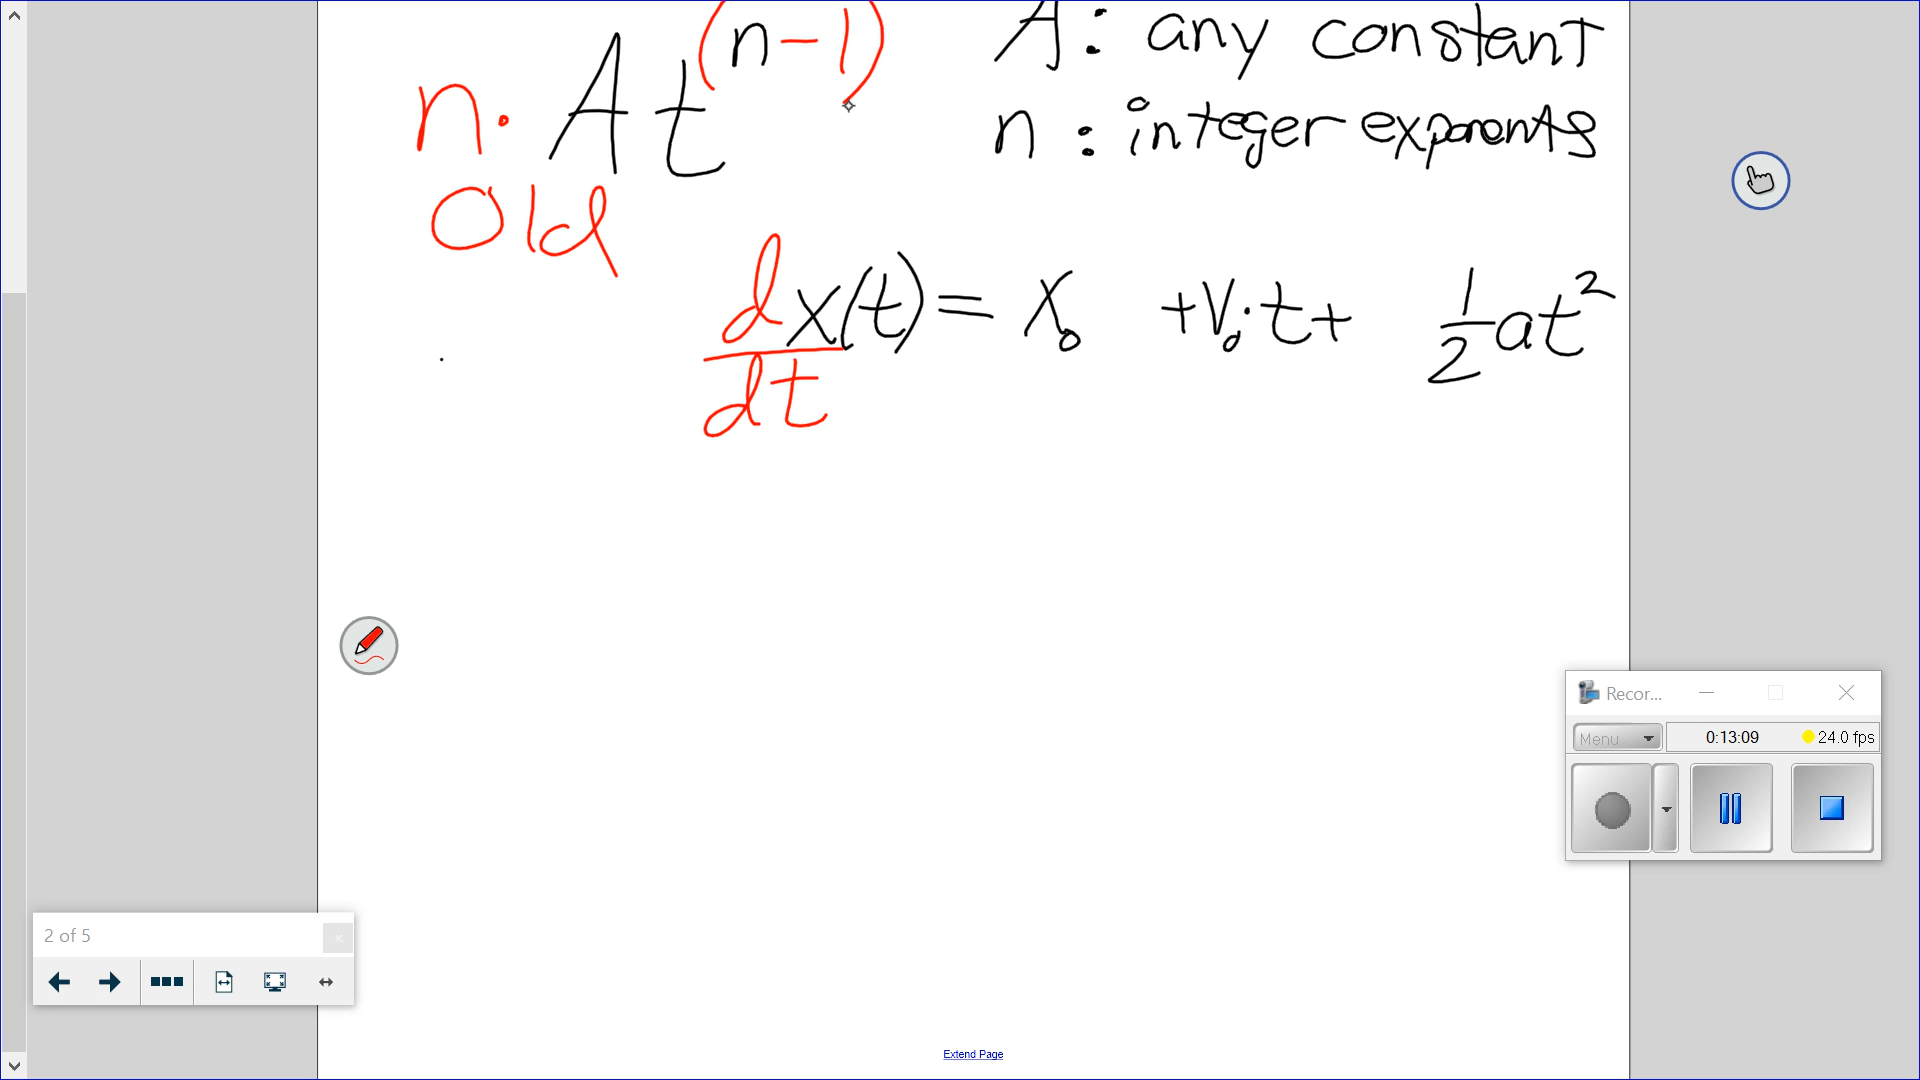 n · A t^(n-1)
A : any constant
n : integer exponents
Old
d/dt x(t) = x₀ + v₀·t + 1/2 at²
Recor...
Menu
0:13:09
24.0 fps
2 of 5
Extend Page